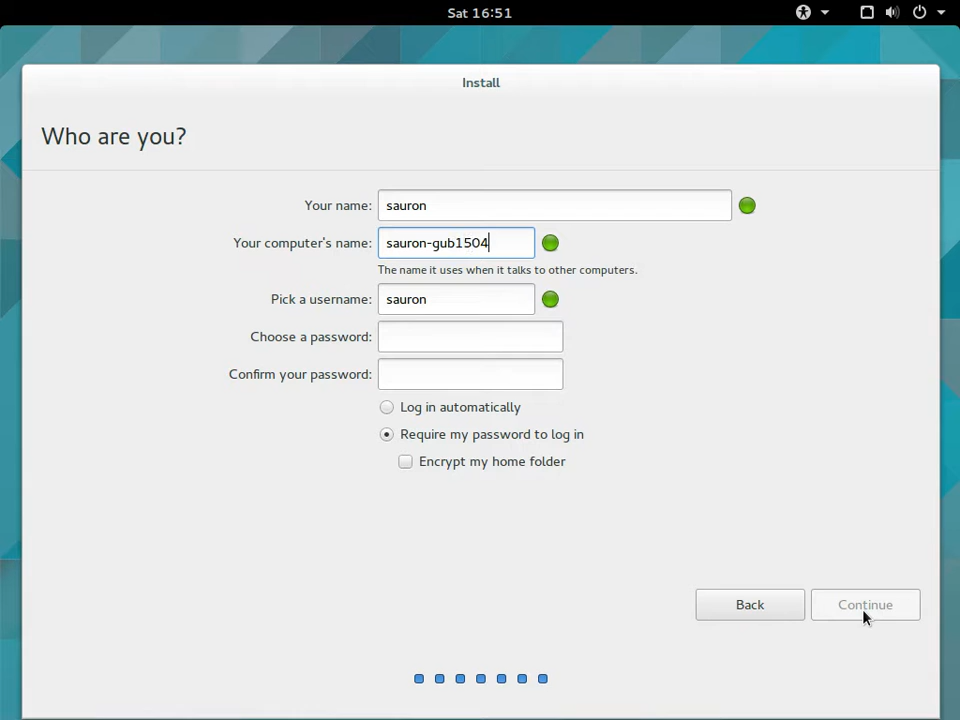 Sat 16:51
Install
Who are you?
Your name: sauron
Your computer's name: sauron-gub1504
The name it uses when it talks to other computers.
Pick a username: sauron
Choose a password:
Confirm your password:
Log in automatically
Require my password to log in
Encrypt my home folder
Back Continue